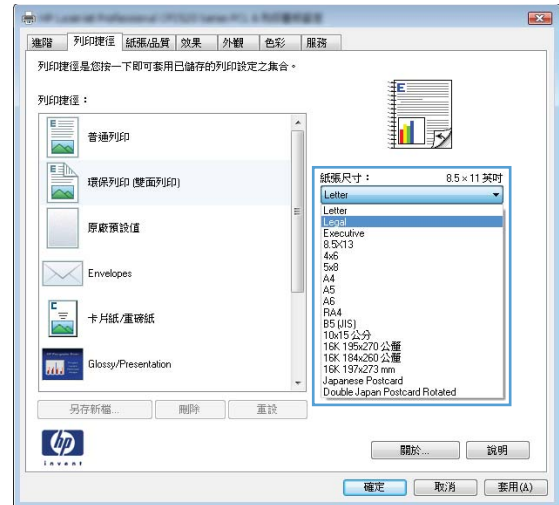 進階 列印捷徑 紙張/品質 效果 外觀 色彩 服務
列印捷徑是您按一下即可套用已儲存的列印設定之集合。
列印捷徑：
普通列印
環保列印 (雙面列印)
原廠預設值
Envelopes
卡片紙/重磅紙
Glossy/Presentation
另存新檔... 刪除 重設
紙張尺寸： 8.5 × 11 英吋
Letter
Letter
Legal
Executive
8.5X13
4x6
5x8
A4
A5
A6
RA4
B5 (JIS)
10x15 公分
16K 195x270 公釐
16K 184x260 公釐
16K 197x273 mm
Japanese Postcard
Double Japan Postcard Rotated
hp
invent
關於... 說明
確定 取消 套用(A)